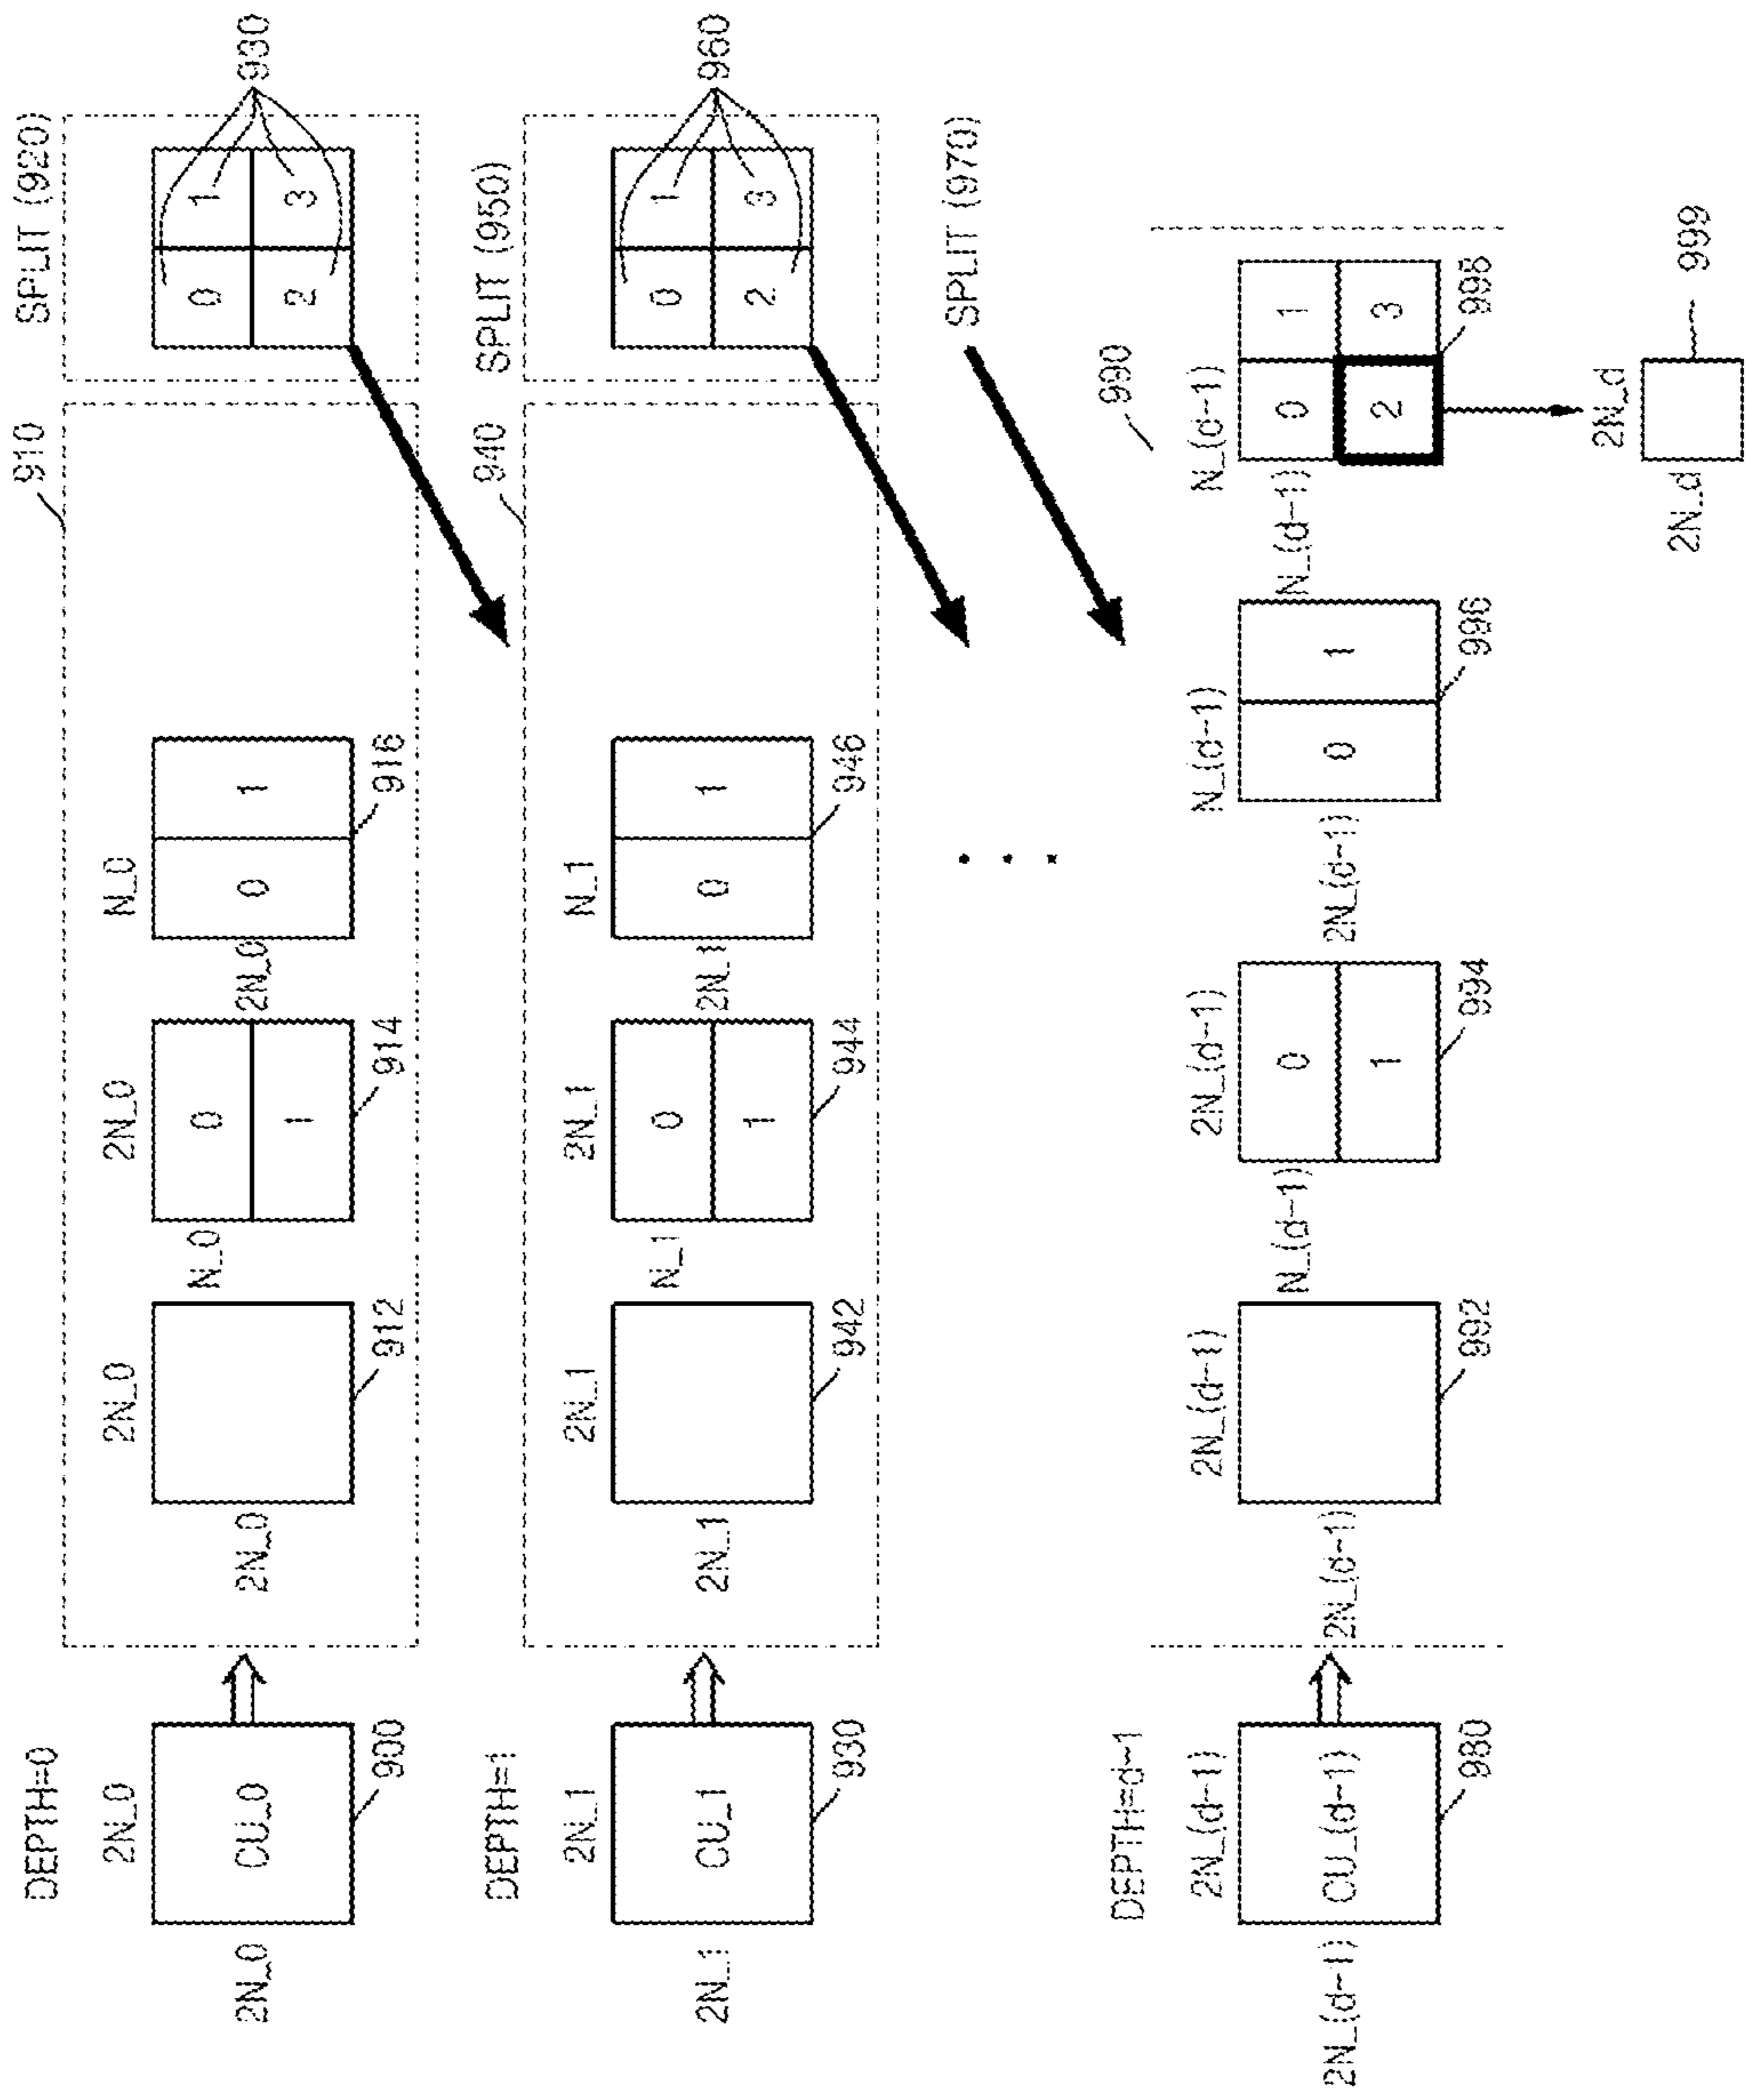 DEPTH=0
2N_0
2N_0
CU_0
900
910
2N_0
2N_0
912
2N_0
N_0
0
1
914
N_0
2N_0
0
1
916
SPLIT (920)
0
1
2
3
930
DEPTH=1
2N_1
2N_1
CU_1
930
940
2N_1
2N_1
942
2N_1
N_1
0
1
944
N_1
2N_1
0
1
946
SPLIT (950)
0
1
2
3
960
SPLIT (970)
DEPTH=d-1
2N_(d-1)
2N_(d-1)
CU_(d-1)
980
990
2N_(d-1)
2N_(d-1)
992
2N_(d-1)
N_(d-1)
0
1
994
N_(d-1)
2N_(d-1)
0
1
996
N_(d-1)
N_(d-1)
0
1
2
3
998
2N_d
2N_d
999